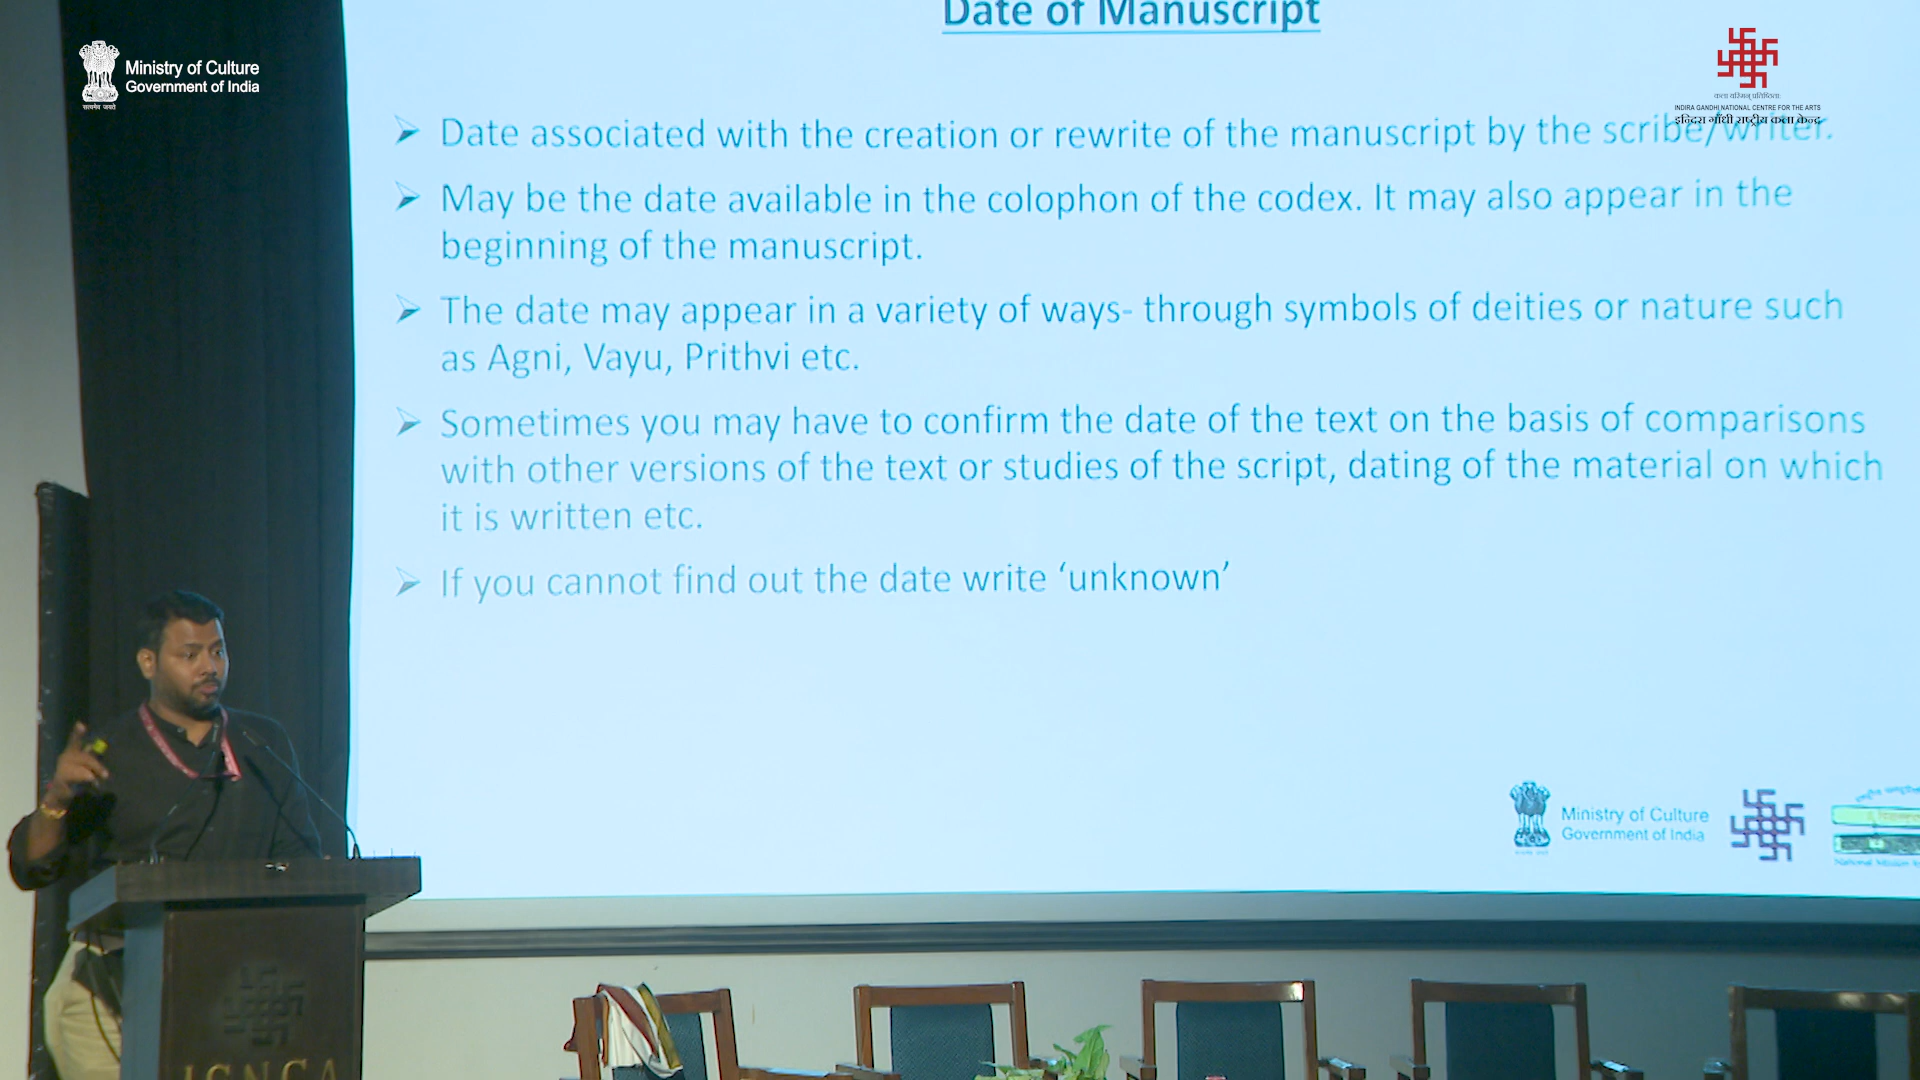 Date of Manuscript
Ministry of Culture
Government of India
सत्यमेव जयते
INDIRA GANDHI NATIONAL CENTRE FOR THE ARTS
इन्दिरा गाँधी राष्ट्रीय कला केन्द्र
➢ Date associated with the creation or rewrite of the manuscript by the scribe/writer.
➢ May be the date available in the colophon of the codex. It may also appear in the
beginning of the manuscript.
➢ The date may appear in a variety of ways- through symbols of deities or nature such
as Agni, Vayu, Prithvi etc.
➢ Sometimes you may have to confirm the date of the text on the basis of comparisons
with other versions of the text or studies of the script, dating of the material on which
it is written etc.
➢ If you cannot find out the date write ‘unknown’
Ministry of Culture
Government of India
National Mission
IGNCA